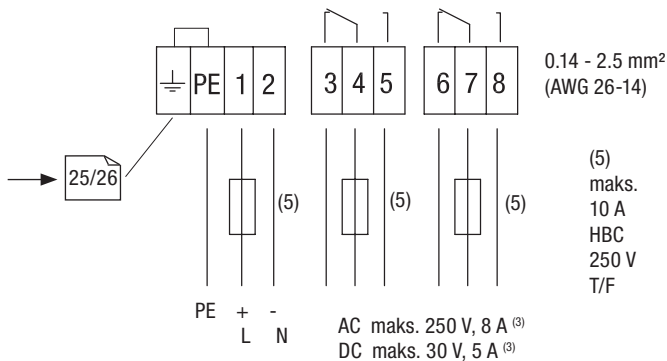 PE 1 2 3 4 5 6 7 8
0.14 - 2.5 mm²
(AWG 26-14)
25/26
(5) (5) (5)
(5)
maks.
10 A
HBC
250 V
T/F
PE + -
L N
AC maks. 250 V, 8 A (3)
DC maks. 30 V, 5 A (3)